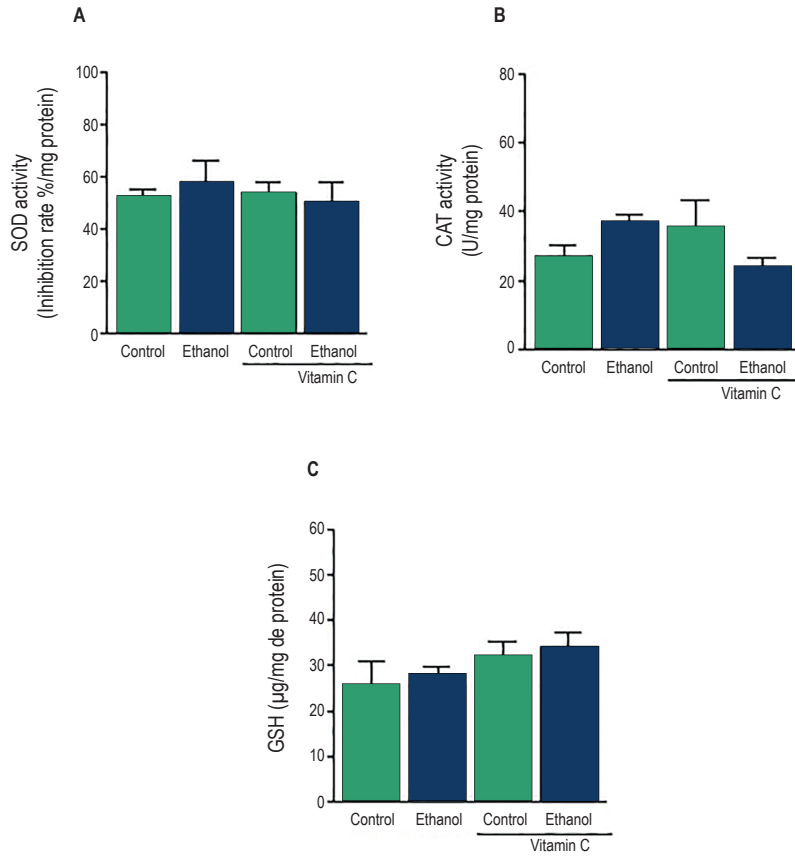 A
SOD activity
(Inihibition rate %/mg protein)
100
80
60
40
20
0
Control Ethanol Control Ethanol
Vitamin C
B
CAT activity
(U/mg protein)
80
60
40
20
0
Control Ethanol Control Ethanol
Vitamin C
C
GSH (µg/mg de protein)
60
50
40
30
20
10
0
Control Ethanol Control Ethanol
Vitamin C